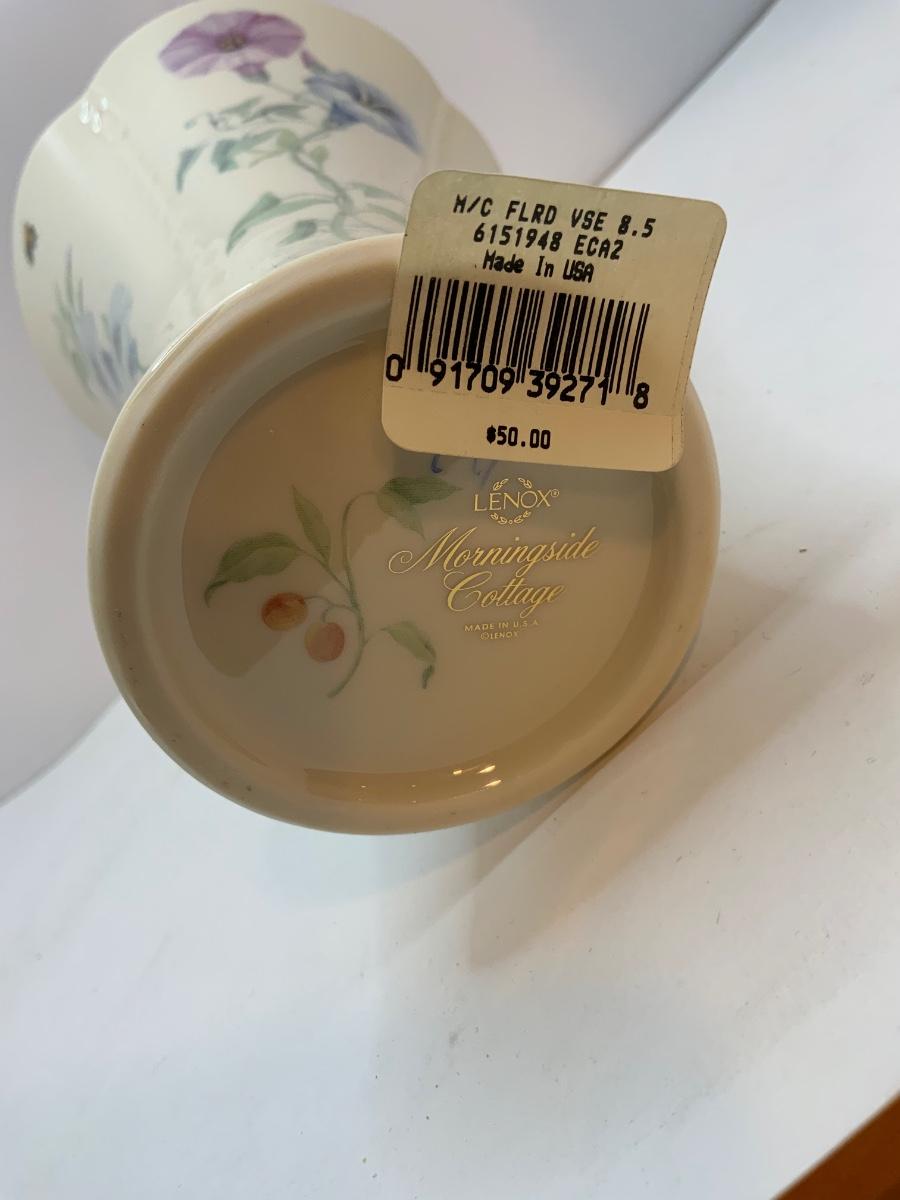 M/C FLRD VSE 8.5
6151948 ECA2
Made In USA
0 91709 39271 8
$50.00
LENOX®
Morningside
Cottage
MADE IN U.S.A.
©LENOX